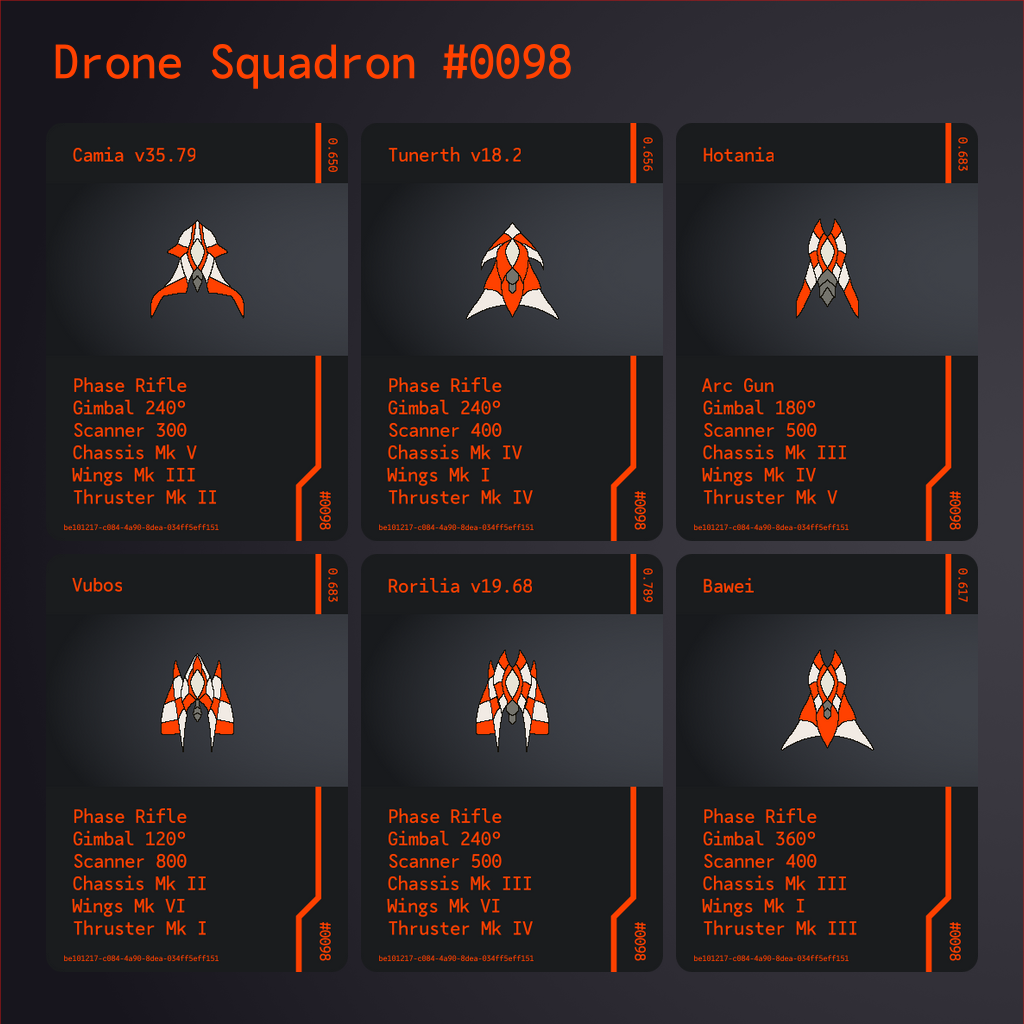 Drone Squadron #0098
Camia v35.79
0.650
Phase Rifle
Gimbal 240º
Scanner 300
Chassis Mk V
Wings Mk III
Thruster Mk II
be101217-c084-4a90-8dea-034ff5eff151
#0098
Tunerth v18.2
0.656
Phase Rifle
Gimbal 240º
Scanner 400
Chassis Mk IV
Wings Mk I
Thruster Mk IV
be101217-c084-4a90-8dea-034ff5eff151
#0098
Hotania
0.683
Arc Gun
Gimbal 180º
Scanner 500
Chassis Mk III
Wings Mk IV
Thruster Mk V
be101217-c084-4a90-8dea-034ff5eff151
#0098
Vubos
0.683
Phase Rifle
Gimbal 120º
Scanner 800
Chassis Mk II
Wings Mk VI
Thruster Mk I
be101217-c084-4a90-8dea-034ff5eff151
#0098
Rorilia v19.68
0.789
Phase Rifle
Gimbal 240º
Scanner 500
Chassis Mk III
Wings Mk VI
Thruster Mk IV
be101217-c084-4a90-8dea-034ff5eff151
#0098
Bawei
0.617
Phase Rifle
Gimbal 360º
Scanner 400
Chassis Mk III
Wings Mk I
Thruster Mk III
be101217-c084-4a90-8dea-034ff5eff151
#0098